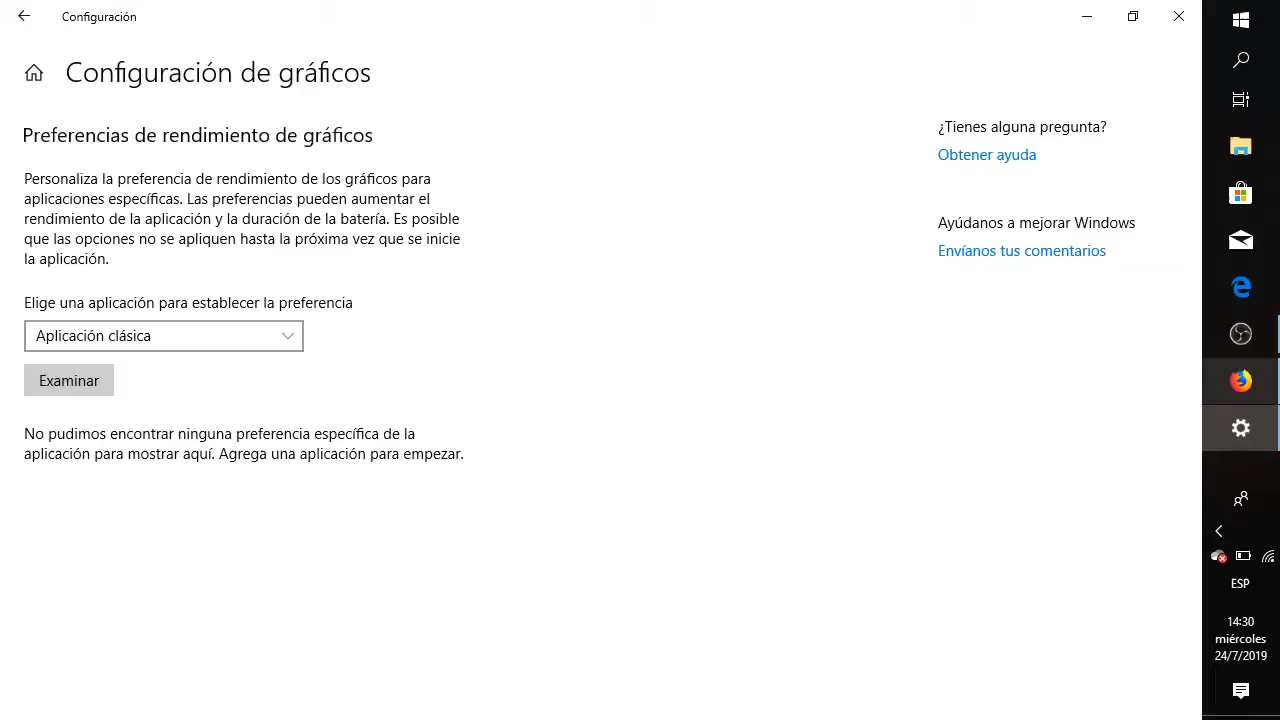 Configuración
Configuración de gráficos
Preferencias de rendimiento de gráficos
Personaliza la preferencia de rendimiento de los gráficos para
aplicaciones específicas. Las preferencias pueden aumentar el
rendimiento de la aplicación y la duración de la batería. Es posible
que las opciones no se apliquen hasta la próxima vez que se inicie
la aplicación.
Elige una aplicación para establecer la preferencia
Aplicación clásica
Examinar
No pudimos encontrar ninguna preferencia específica de la
aplicación para mostrar aquí. Agrega una aplicación para empezar.
¿Tienes alguna pregunta?
Obtener ayuda
Ayúdanos a mejorar Windows
Envíanos tus comentarios
ESP
14:30
miércoles
24/7/2019